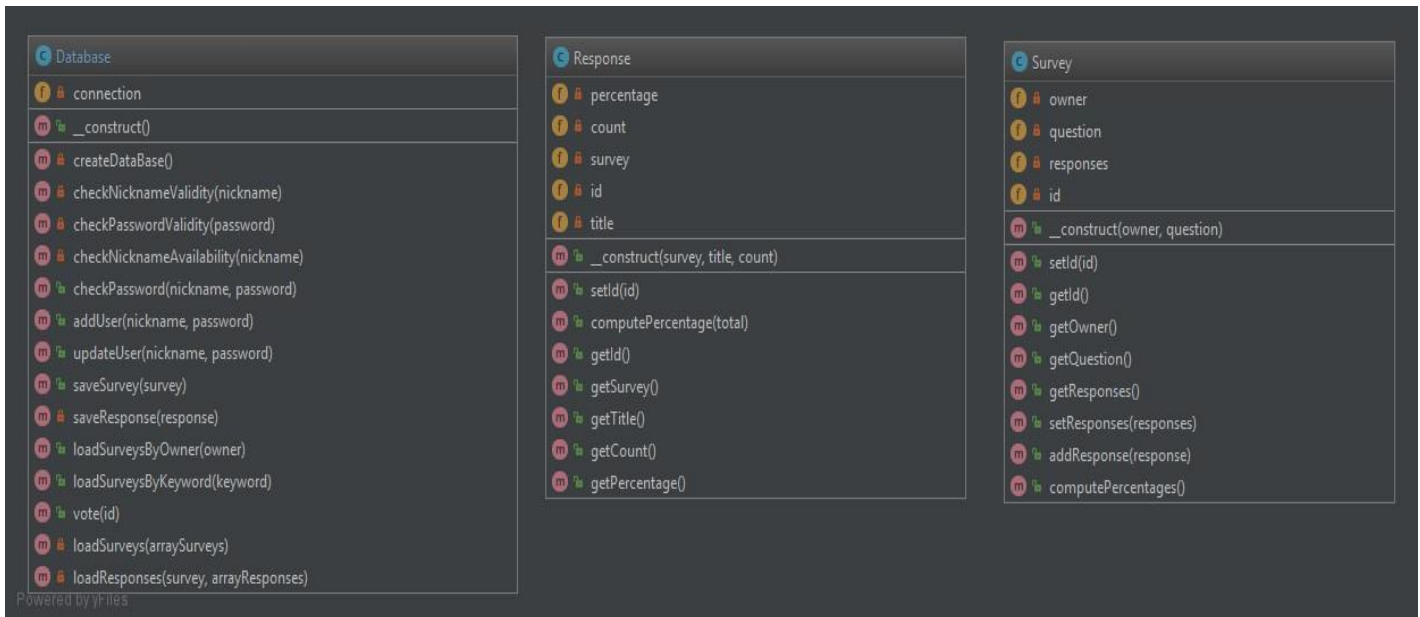 Database
connection
__construct()
createDataBase()
checkNicknameValidity(nickname)
checkPasswordValidity(password)
checkNicknameAvailability(nickname)
checkPassword(nickname, password)
addUser(nickname, password)
updateUser(nickname, password)
saveSurvey(survey)
saveResponse(response)
loadSurveysByOwner(owner)
loadSurveysByKeyword(keyword)
vote(id)
loadSurveys(arraySurveys)
loadResponses(survey, arrayResponses)
Powered by yFiles
Response
percentage
count
survey
id
title
__construct(survey, title, count)
setId(id)
computePercentage(total)
getId()
getSurvey()
getTitle()
getCount()
getPercentage()
Survey
owner
question
responses
id
__construct(owner, question)
setId(id)
getId()
getOwner()
getQuestion()
getResponses()
setResponses(responses)
addResponse(response)
computePercentages()